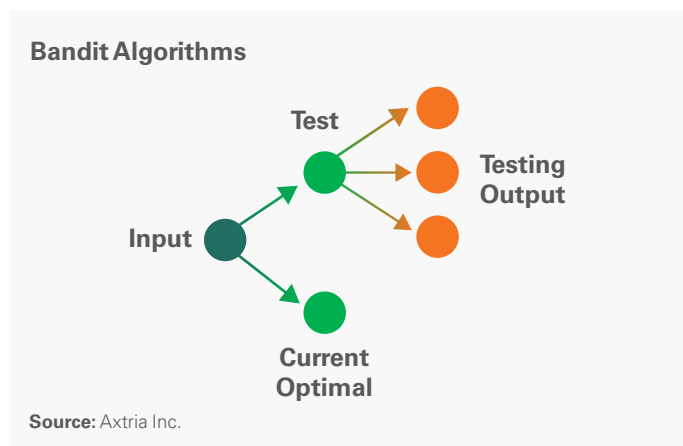 Bandit Algorithms
Test
Testing
Output
Input
Current
Optimal
Source: Axtria Inc.